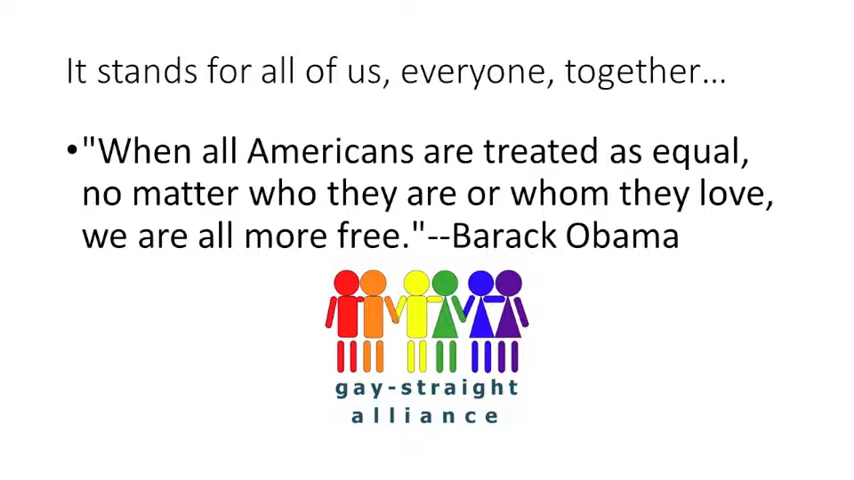 It stands for all of us, everyone, together…
•"When all Americans are treated as equal,
no matter who they are or whom they love,
we are all more free."--Barack Obama
gay-straight
alliance